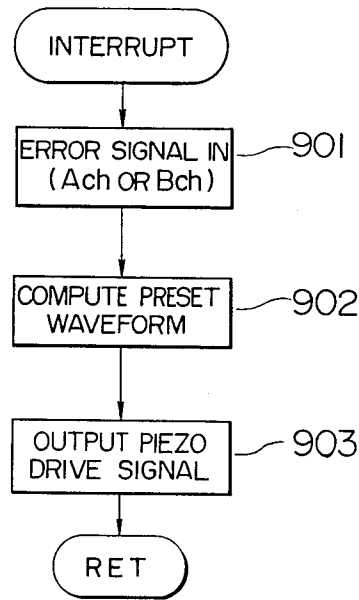 INTERRUPT
ERROR SIGNAL IN
(Ach OR Bch)
901
COMPUTE PRESET
WAVEFORM
902
OUTPUT PIEZO
DRIVE SIGNAL
903
RET